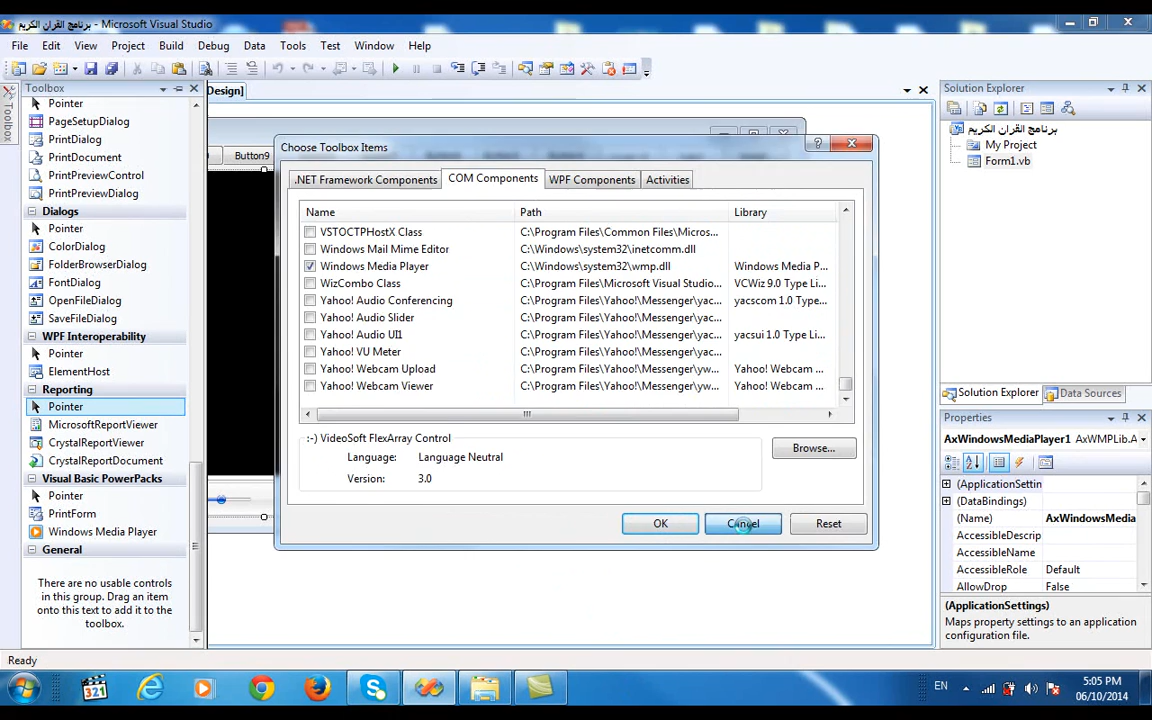 برنامج القران الكريم - Microsoft Visual Studio
File Edit View Project Build Debug Data Tools Test Window Help
Toolbox
Toolbox
Pointer
PageSetupDialog
PrintDialog
PrintDocument
PrintPreviewControl
PrintPreviewDialog
Dialogs
Pointer
ColorDialog
FolderBrowserDialog
FontDialog
OpenFileDialog
SaveFileDialog
WPF Interoperability
Pointer
ElementHost
Reporting
Pointer
MicrosoftReportViewer
CrystalReportViewer
CrystalReportDocument
Visual Basic PowerPacks
Pointer
PrintForm
Windows Media Player
General
There are no usable controls
in this group. Drag an item
onto this text to add it to the
toolbox.
Design]
Button9
Choose Toolbox Items
.NET Framework Components COM Components WPF Components Activities
Name Path Library
VSTOCTPHostX Class C:\Program Files\Common Files\Micros...
Windows Mail Mime Editor C:\Windows\system32\inetcomm.dll
Windows Media Player C:\Windows\system32\wmp.dll Windows Media P...
WizCombo Class C:\Program Files\Microsoft Visual Studio... VCWiz 9.0 Type Li...
Yahoo! Audio Conferencing C:\Program Files\Yahoo!\Messenger\yac... yacscom 1.0 Type...
Yahoo! Audio Slider C:\Program Files\Yahoo!\Messenger\yac...
Yahoo! Audio UI1 C:\Program Files\Yahoo!\Messenger\yac... yacsui 1.0 Type Li...
Yahoo! VU Meter C:\Program Files\Yahoo!\Messenger\yac...
Yahoo! Webcam Upload C:\Program Files\Yahoo!\Messenger\yw... Yahoo! Webcam ...
Yahoo! Webcam Viewer C:\Program Files\Yahoo!\Messenger\yw... Yahoo! Webcam ...
:-) VideoSoft FlexArray Control
Language: Language Neutral
Version: 3.0
Browse...
OK Cancel Reset
Solution Explorer
برنامج القران الكريم
My Project
Form1.vb
Solution Explorer Data Sources
Properties
AxWindowsMediaPlayer1 AxWMPLib.A
(ApplicationSettin
(DataBindings)
(Name) AxWindowsMedia
AccessibleDescrip
AccessibleName
AccessibleRole Default
AllowDrop False
(ApplicationSettings)
Maps property settings to an application
configuration file.
Ready
321
EN
5:05 PM
06/10/2014